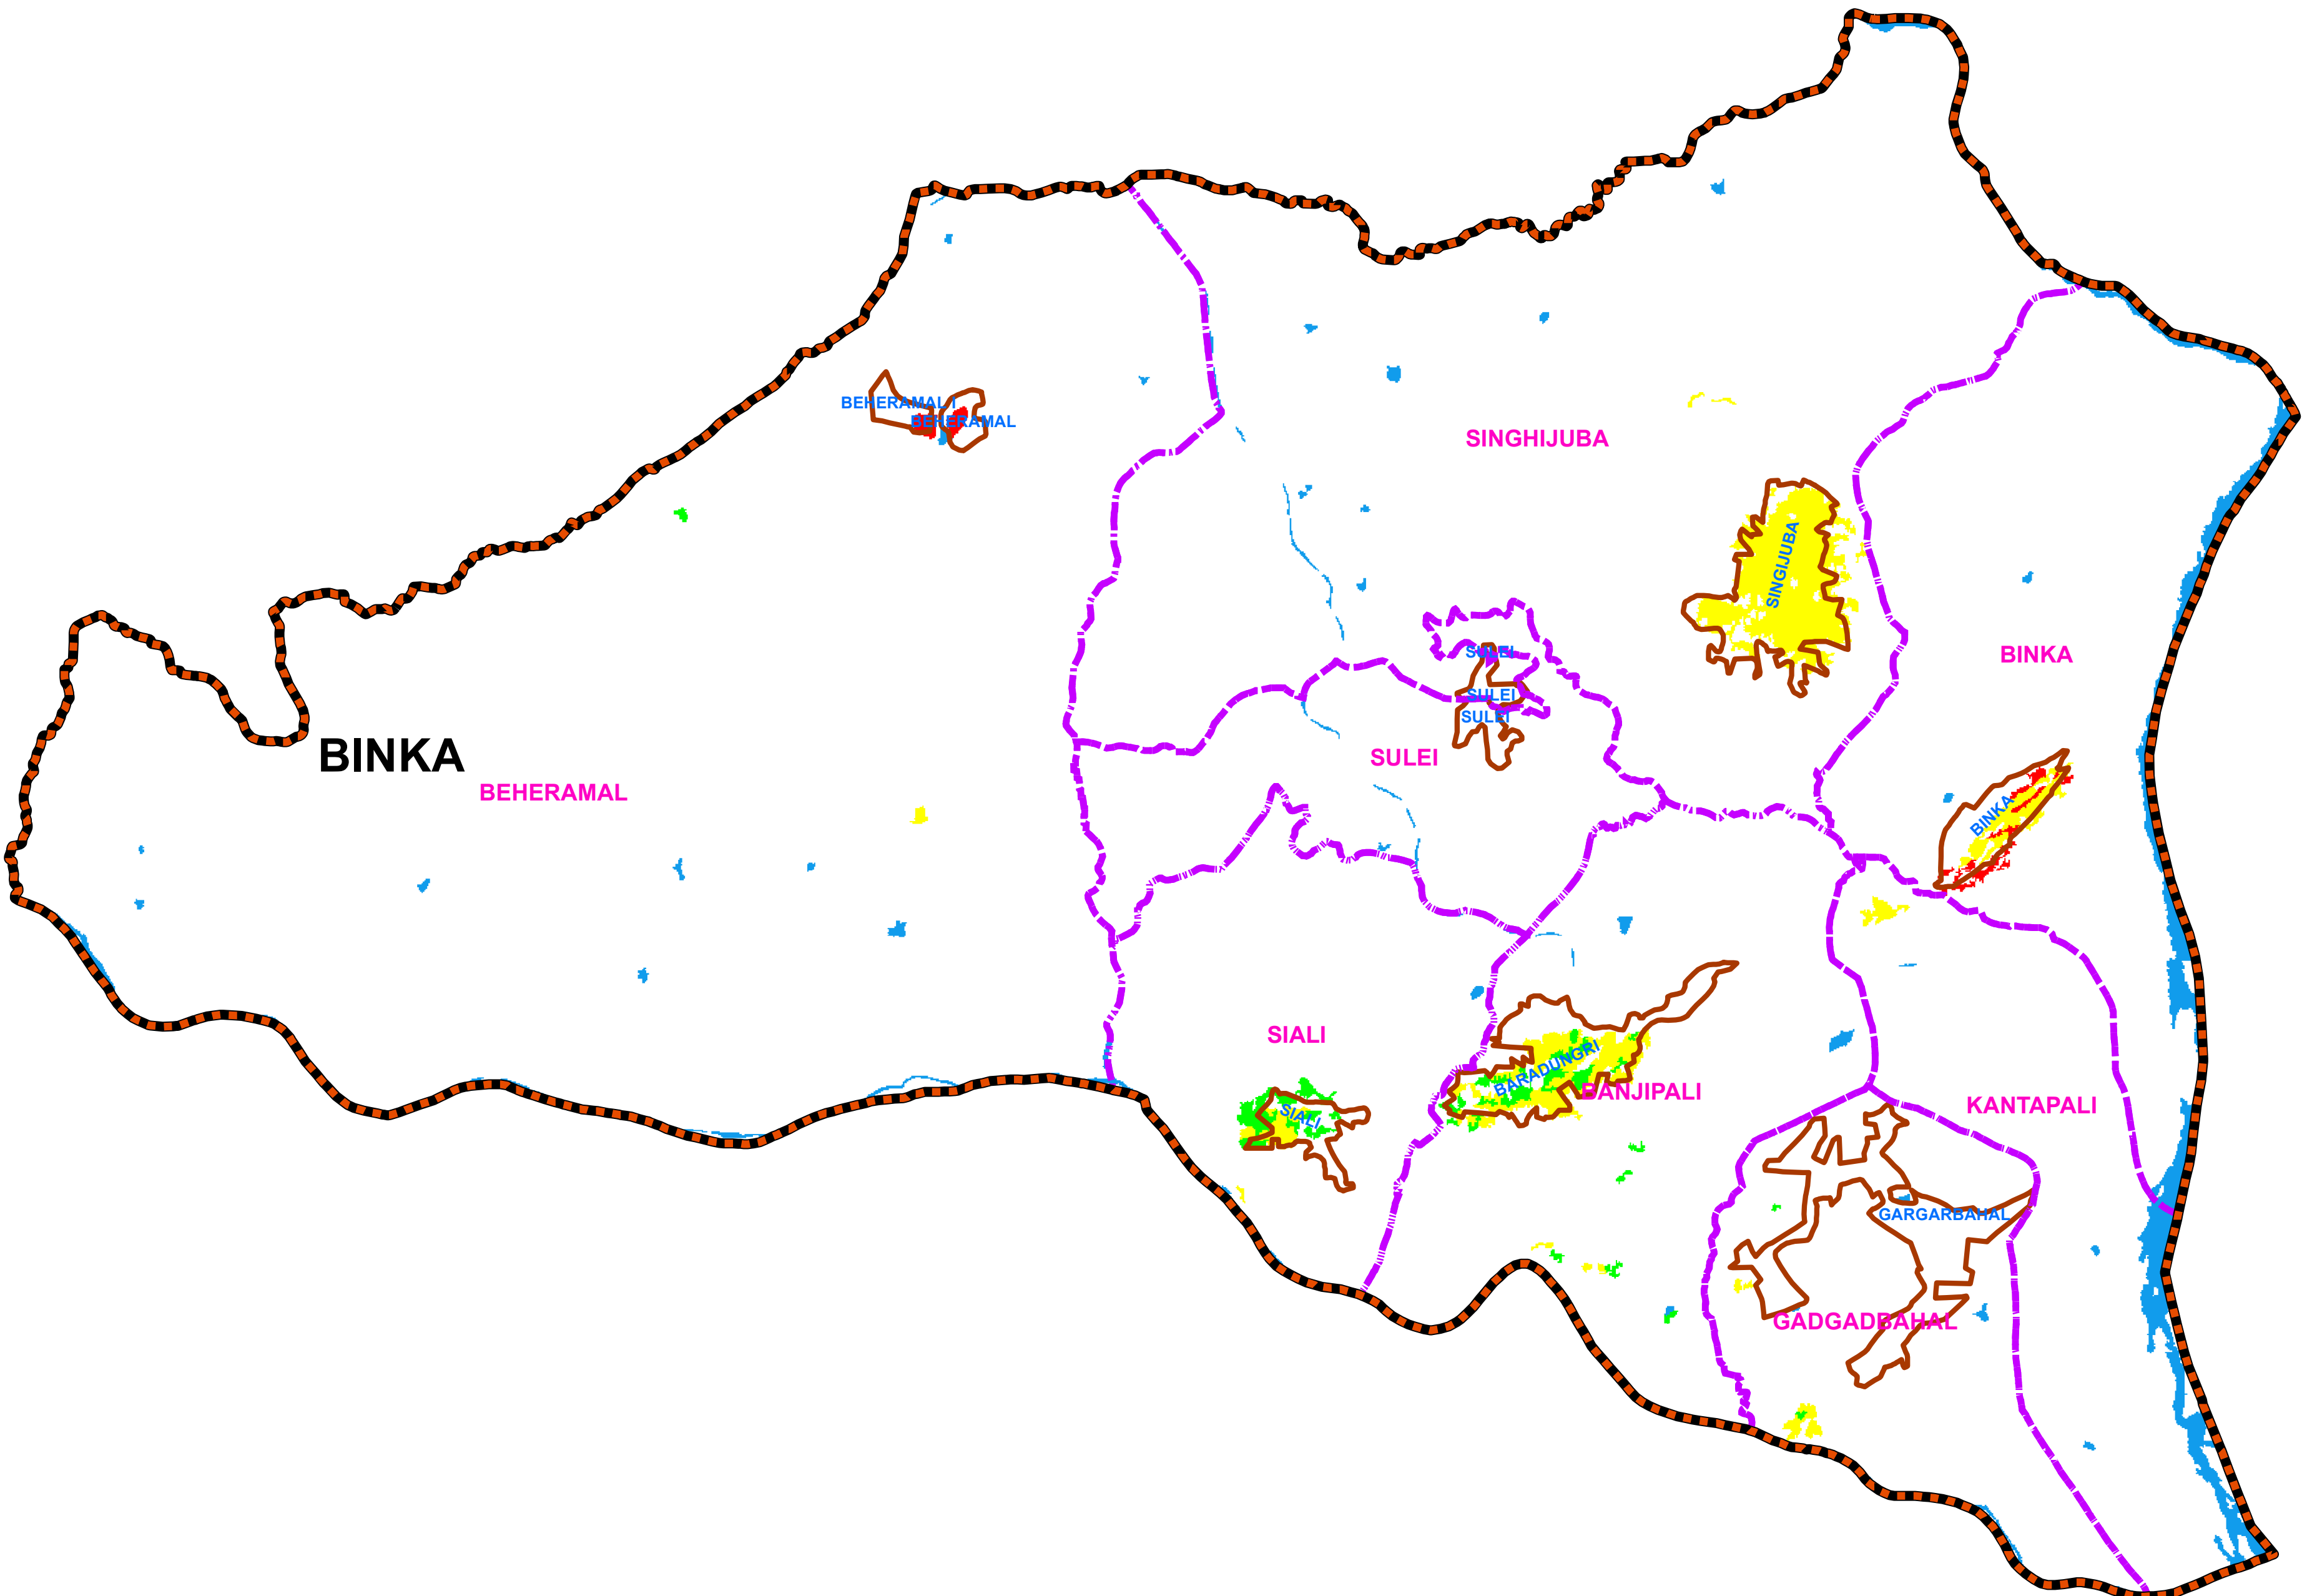 BEHERAMAL I
BEHERAMAL
SINGHIJUBA
SINGIJUBA
SULEI
BINKA
SULEI
SULEI
BINKA
SULEI
BEHERAMAL
BINKA
SIALI
BARADUNGRI
BANJIPALI
KANTAPALI
SIALI
GARGARBAHAL
GADGADBAHAL